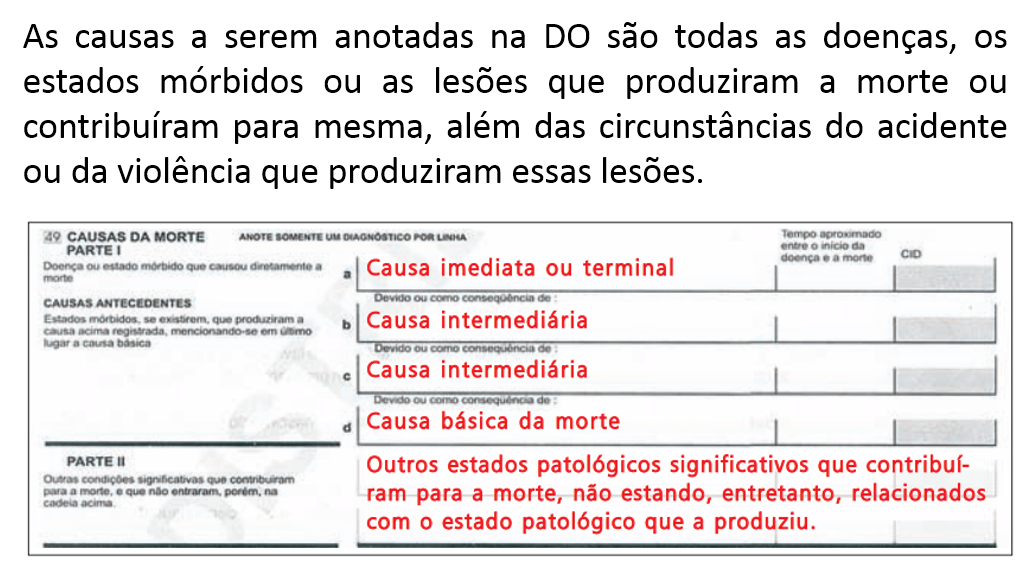 As causas a serem anotadas na DO são todas as doenças, os
estados mórbidos ou as lesões que produziram a morte ou
contribuíram para mesma, além das circunstâncias do acidente
ou da violência que produziram essas lesões.
49 CAUSAS DA MORTE ANOTE SOMENTE UM DIAGNÓSTICO POR LINHA
PARTE I
Doença ou estado mórbido que causou diretamente a
morte
Tempo aproximado
entre o início da
doença e a morte
CID
a Causa imediata ou terminal
CAUSAS ANTECEDENTES
Estados mórbidos, se existirem, que produziram a
causa acima registrada, mencionando-se em último
lugar a causa básica
Devido ou como conseqüência de :
b Causa intermediária
Devido ou como conseqüência de :
c Causa intermediária
Devido ou como conseqüência de :
d Causa básica da morte
PARTE II
Outras condições significativas que contribuíram
para a morte, e que não entraram, porém, na
cadeia acima.
Outros estados patológicos significativos que contribuí-
ram para a morte, não estando, entretanto, relacionados
com o estado patológico que a produziu.